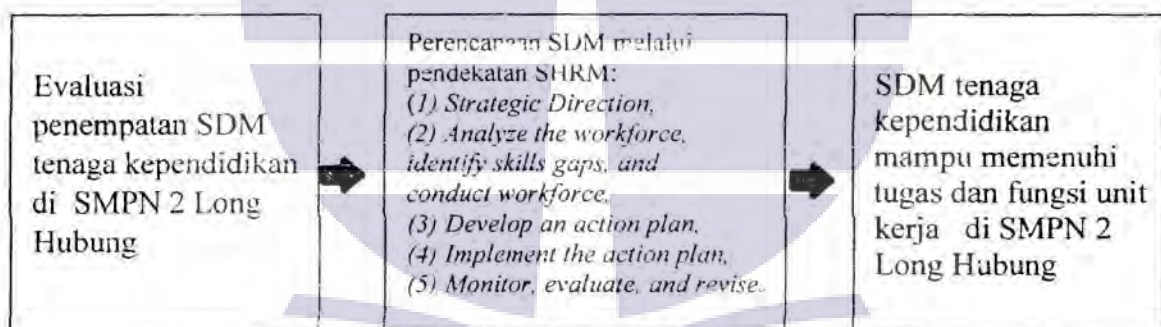 Evaluasi
penempatan SDM
tenaga kependidikan
di SMPN 2 Long
Hubung
Perencanaan SDM melalui
pendekatan SHRM:
(1) Strategic Direction,
(2) Analyze the workforce,
identify skills gaps, and
conduct workforce,
(3) Develop an action plan,
(4) Implement the action plan,
(5) Monitor, evaluate, and revise.
SDM tenaga
kependidikan
mampu memenuhi
tugas dan fungsi unit
kerja di SMPN 2
Long Hubung